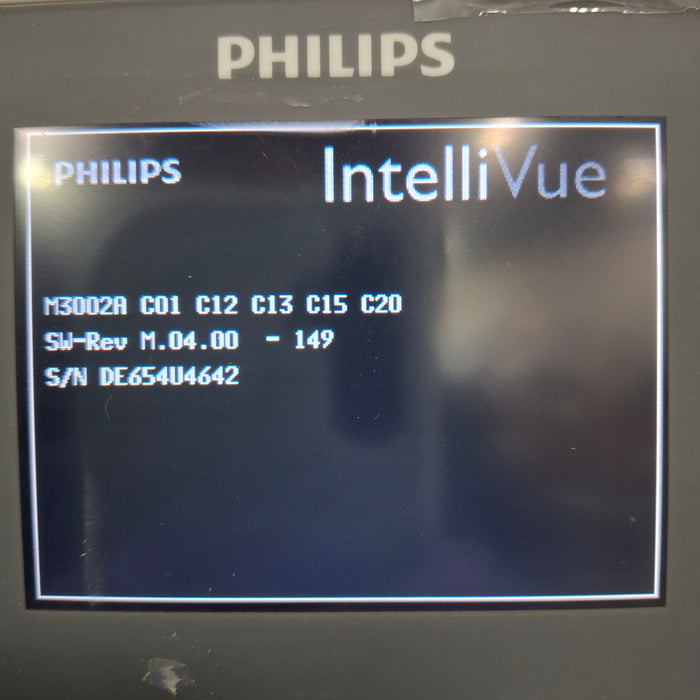 PHILIPS
PHILIPS IntelliVue
M3002A C01 C12 C13 C15 C20
SW-Rev M.04.00 - 149
S/N DE654U4642